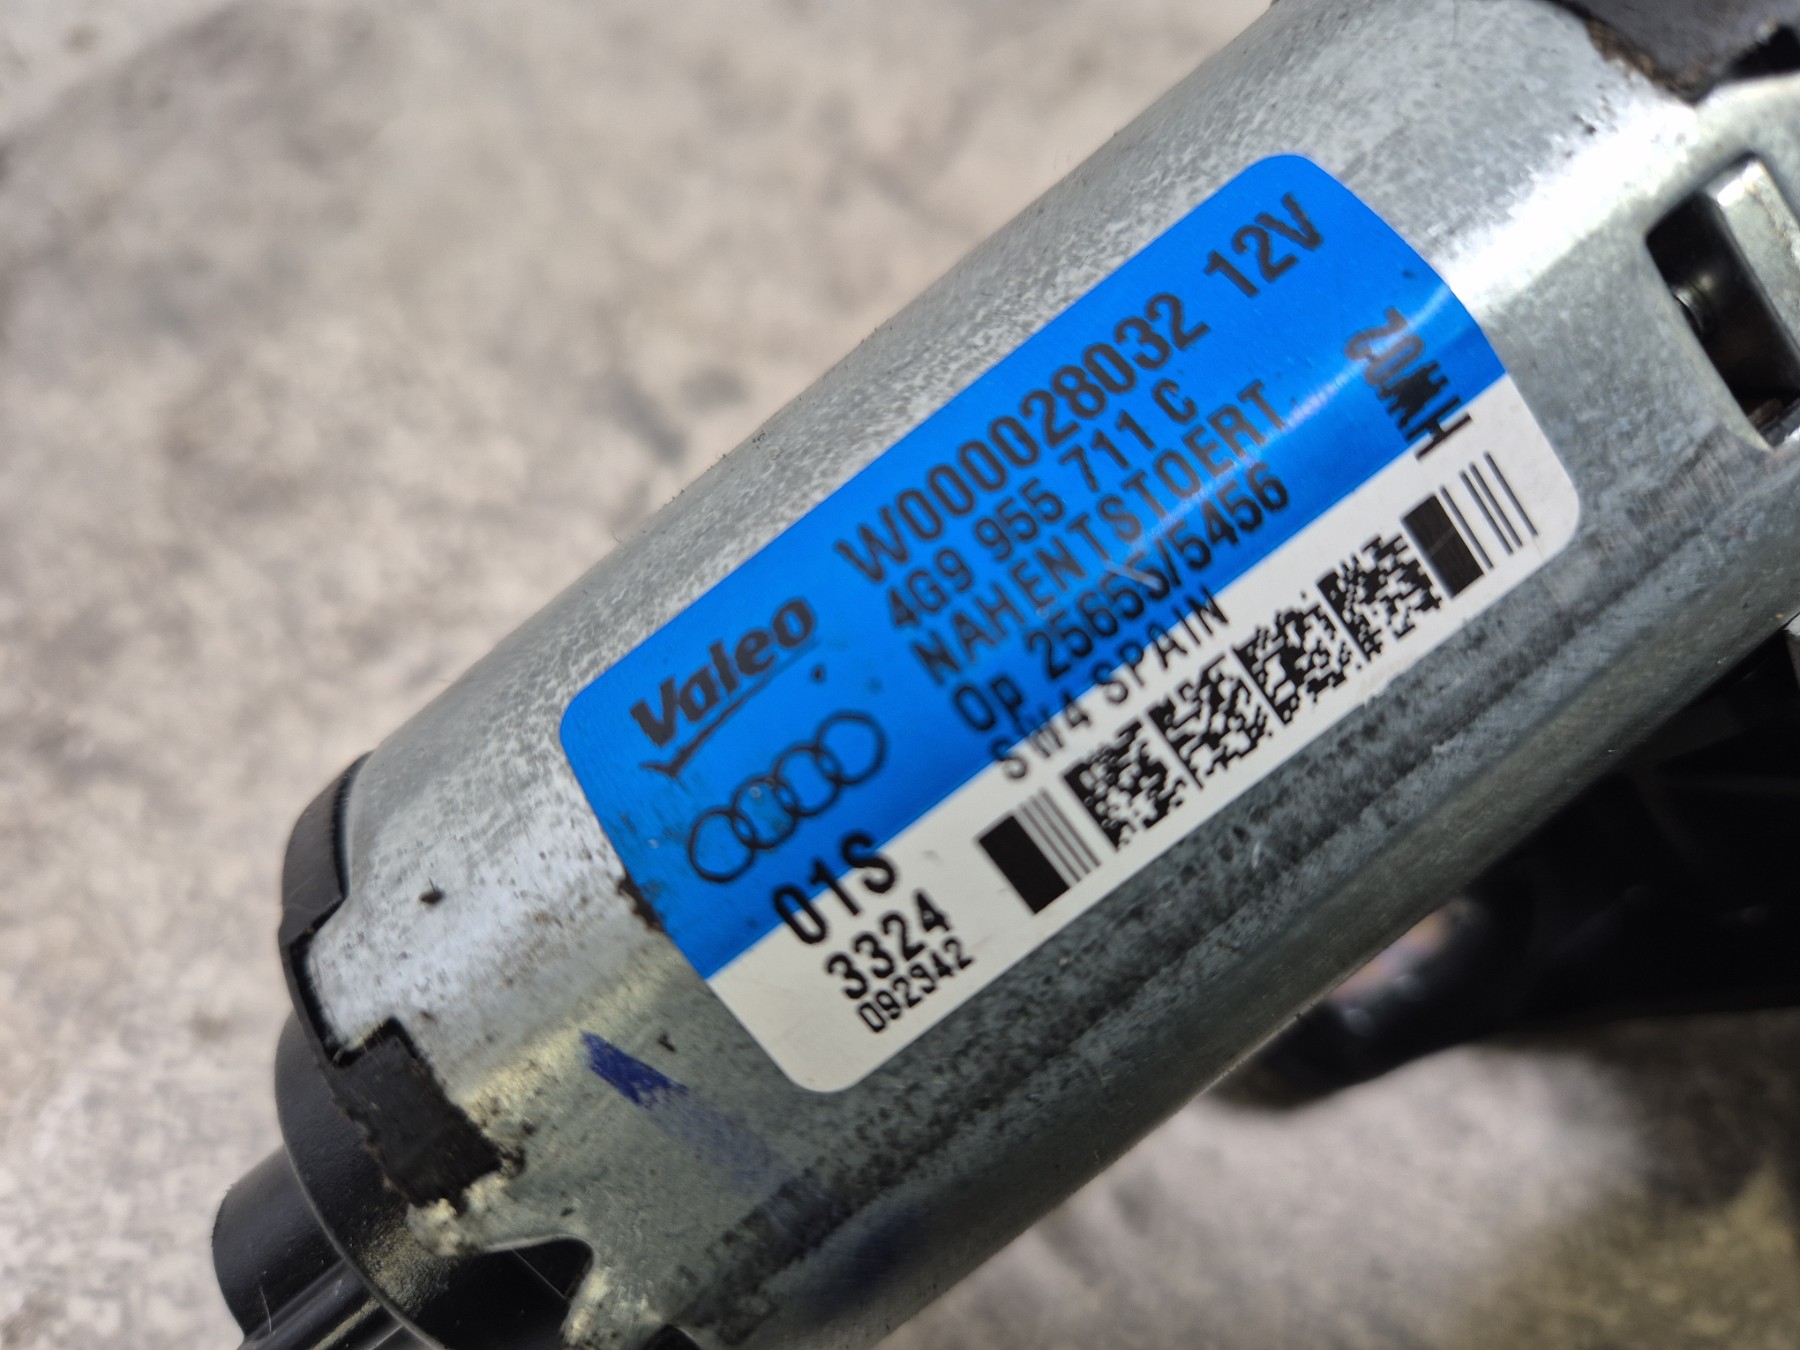 Valeo
W000028032 12V
4G9 955 711 C
NAHENTSTOERT
Op 25655/5456
SW4 SPAIN
01S
3324
092942